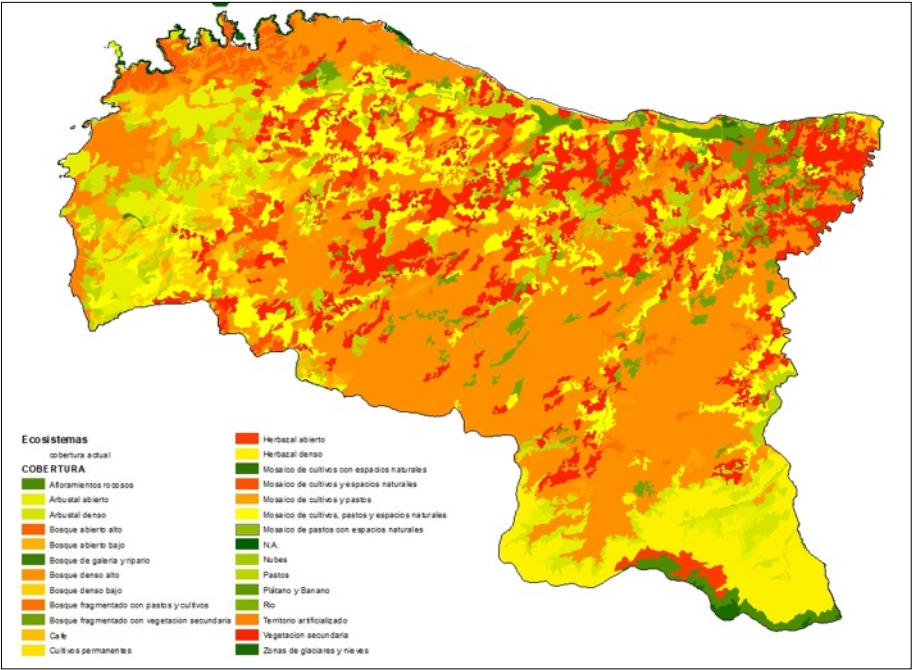 Ecosistemas
cobertura actual
COBERTURA
Afloramientos rocosos
Arbustal abierto
Arbustal denso
Bosque abierto alto
Bosque abierto bajo
Bosque de galeria y ripario
Bosque denso alto
Bosque denso bajo
Bosque fragmentado con pastos y cultivos
Bosque fragmentado con vegetacion secundaria
Cafe
Cultivos permanentes
Herbazal abierto
Herbazal denso
Mosaico de cultivos con espacios naturales
Mosaico de cultivos y espacios naturales
Mosaico de cultivos y pastos
Mosaico de cultivos, pastos y espacios naturales
Mosaico de pastos con espacios naturales
N.A.
Nubes
Pastos
Plátano y Banano
Rio
Territorio artificializado
Vegetacion secundaria
Zonas de glaciares y nieves